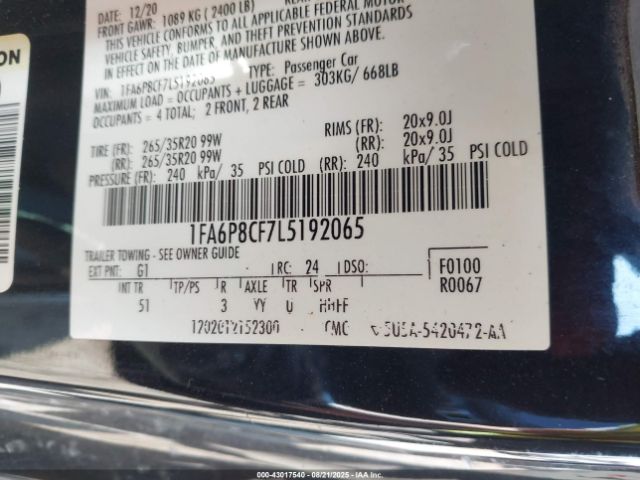 DATE: 12/20
FRONT GAWR: 1089 KG (2400 LB)
THIS VEHICLE CONFORMS TO ALL APPLICABLE FEDERAL MOTOR
VEHICLE SAFETY, BUMPER, AND THEFT PREVENTION STANDARDS
IN EFFECT ON THE DATE OF MANUFACTURE SHOWN ABOVE.
VIN: 1FA6P8CF7L5192065 TYPE: Passenger Car
MAXIMUM LOAD = OCCUPANTS + LUGGAGE = 303KG/ 668LB
OCCUPANTS = 4 TOTAL; 2 FRONT, 2 REAR
TIRE (FR): 265/35R20 99W RIMS (FR): 20x9.0J
(RR): 265/35R20 99W (RR): 20x9.0J
PRESSURE (FR): 240 kPa/ 35 PSI COLD (RR): 240 kPa/ 35 PSI COLD
1FA6P8CF7L5192065
TRAILER TOWING - SEE OWNER GUIDE
EXT PNT: G1 RC: 24 DSO: F0100
INT TR TP/PS R AXLE TR SPR R0067
51 3 YY U HHFF
CMC
000-43017540 - 08/21/2025 - IAAI.COM